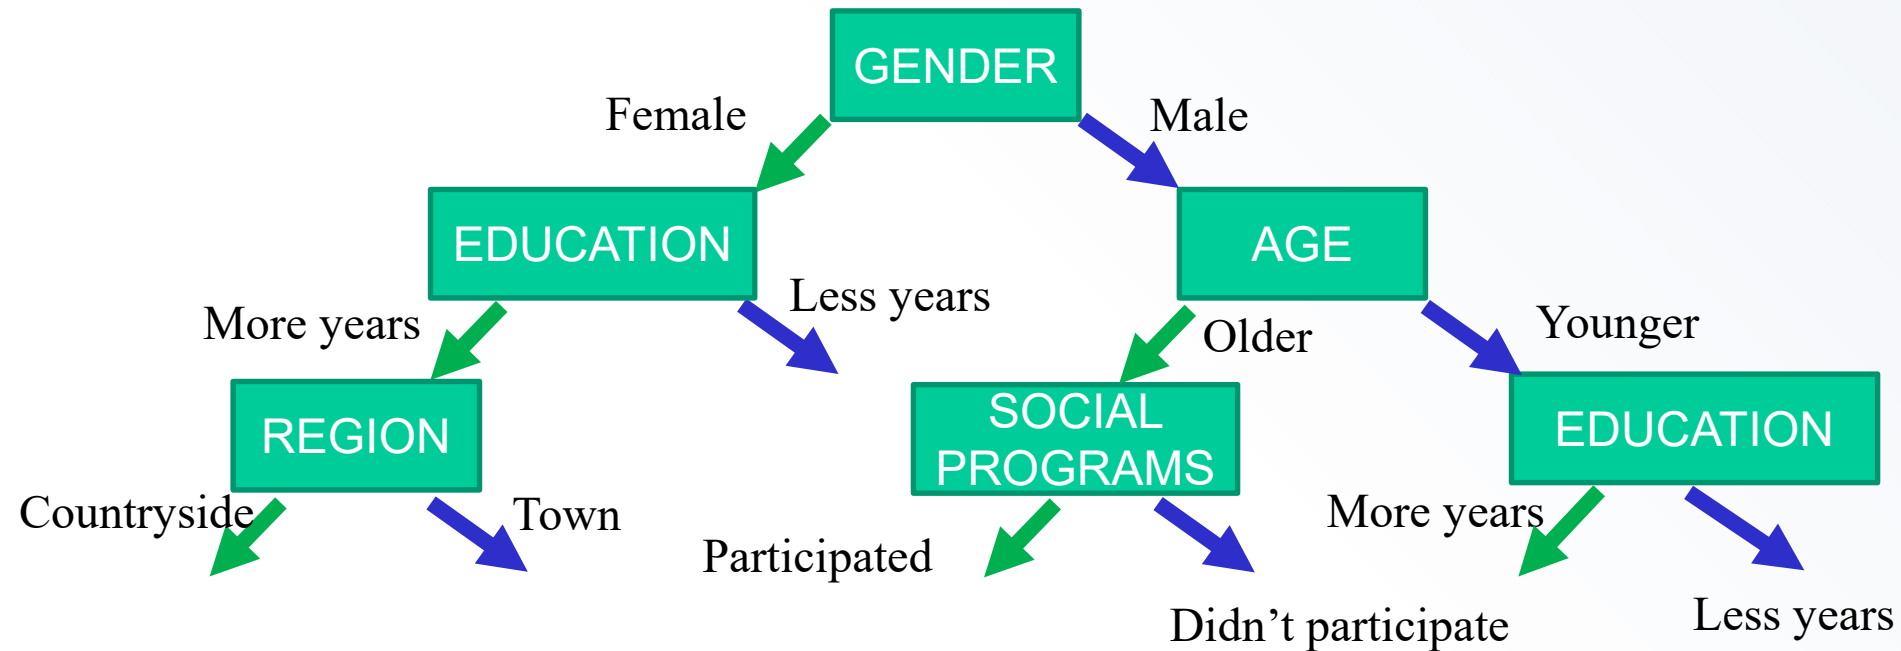 GENDER
Female
Male
EDUCATION
AGE
More years
Less years
Older
Younger
REGION
SOCIAL
PROGRAMS
EDUCATION
Countryside
Town
Participated
Didn’t participate
More years
Less years